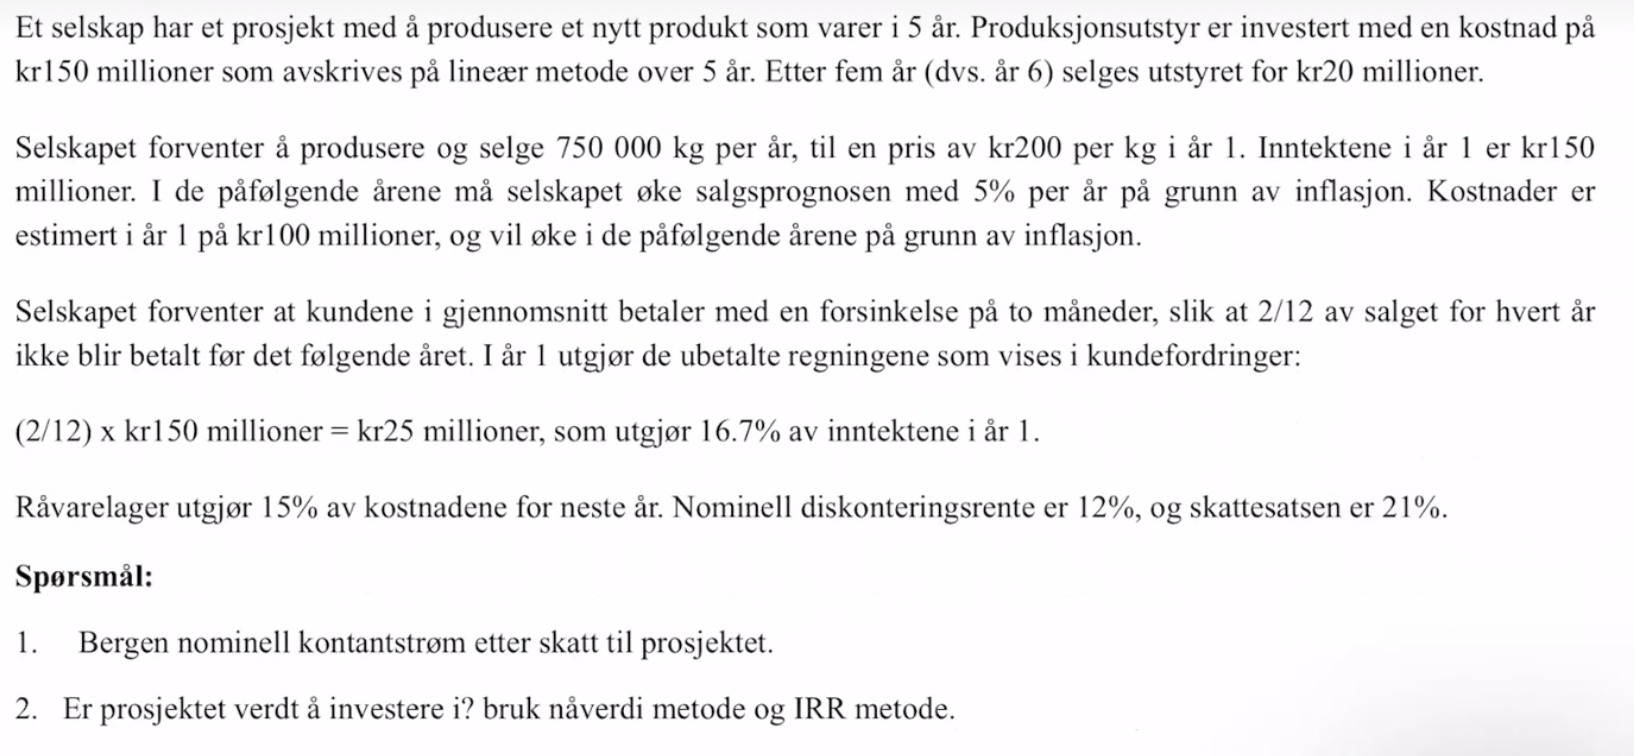 Et selskap har et prosjekt med å produsere et nytt produkt som varer i 5 år. Produksjonsutstyr er investert med en kostnad på
kr150 millioner som avskrives på lineær metode over 5 år. Etter fem år (dvs. år 6) selges utstyret for kr20 millioner.
Selskapet forventer å produsere og selge 750 000 kg per år, til en pris av kr200 per kg i år 1. Inntektene i år 1 er kr150
millioner. I de påfølgende årene må selskapet øke salgsprognosen med 5% per år på grunn av inflasjon. Kostnader er
estimert i år 1 på kr100 millioner, og vil øke i de påfølgende årene på grunn av inflasjon.
Selskapet forventer at kundene i gjennomsnitt betaler med en forsinkelse på to måneder, slik at 2/12 av salget for hvert år
ikke blir betalt før det følgende året. I år 1 utgjør de ubetalte regningene som vises i kundefordringer:
(2/12) x kr150 millioner = kr25 millioner, som utgjør 16.7% av inntektene i år 1.
Råvarelager utgjør 15% av kostnadene for neste år. Nominell diskonteringsrente er 12%, og skattesatsen er 21%.
Spørsmål:
1. Bergen nominell kontantstrøm etter skatt til prosjektet.
2. Er prosjektet verdt å investere i? bruk nåverdi metode og IRR metode.